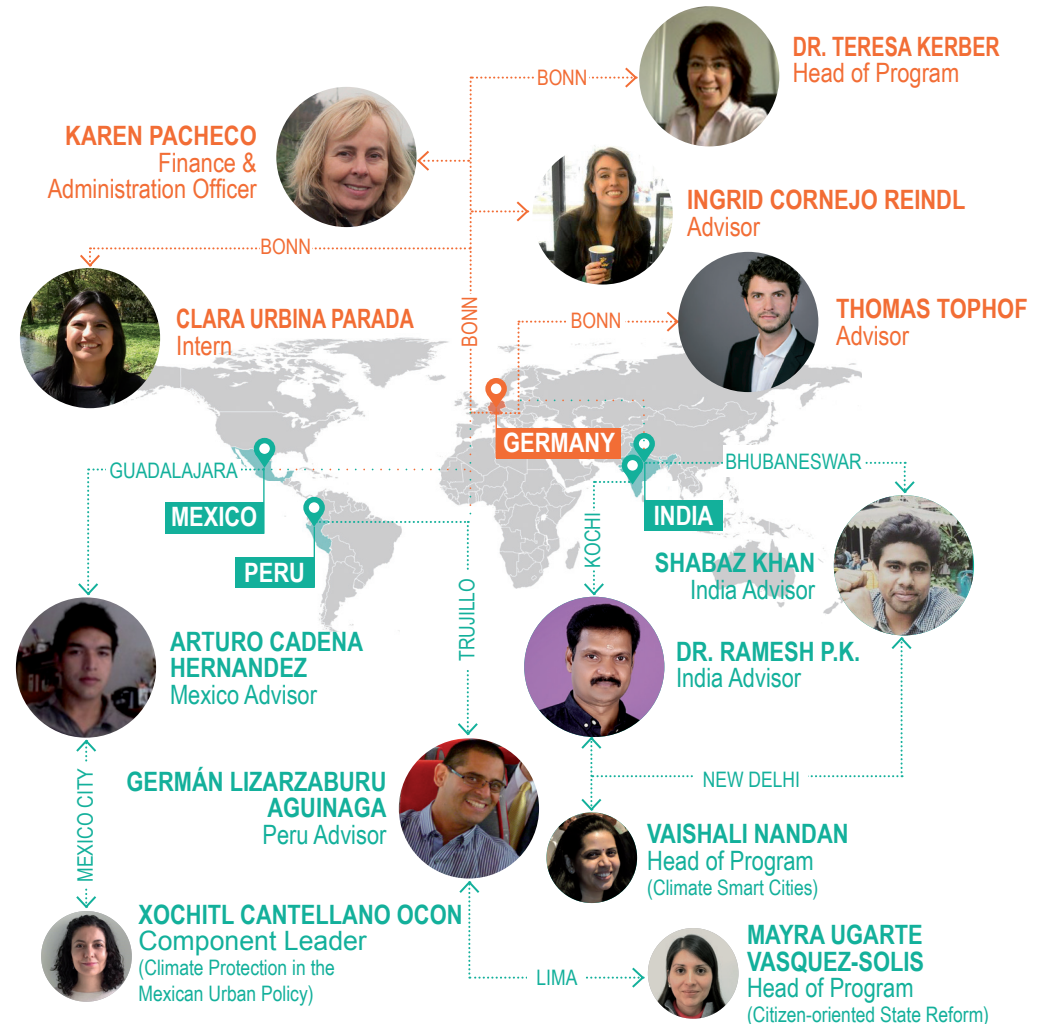 DR. TERESA KERBER
Head of Program
BONN
KAREN PACHECO
Finance &
Administration Officer
INGRID CORNEJO REINDL
Advisor
BONN
CLARA URBINA PARADA
Intern
BONN
BONN
THOMAS TOPHOF
Advisor
GERMANY
GUADALAJARA
BHUBANESWAR
MEXICO
INDIA
PERU
KOCHI
SHABAZ KHAN
India Advisor
TRUJILLO
ARTURO CADENA
HERNANDEZ
Mexico Advisor
DR. RAMESH P.K.
India Advisor
MEXICO CITY
GERMÁN LIZARZABURU
AGUINAGA
Peru Advisor
NEW DELHI
VAISHALI NANDAN
Head of Program
(Climate Smart Cities)
XOCHITL CANTELLANO OCON
Component Leader
(Climate Protection in the
Mexican Urban Policy)
LIMA
MAYRA UGARTE
VASQUEZ-SOLIS
Head of Program
(Citizen-oriented State Reform)